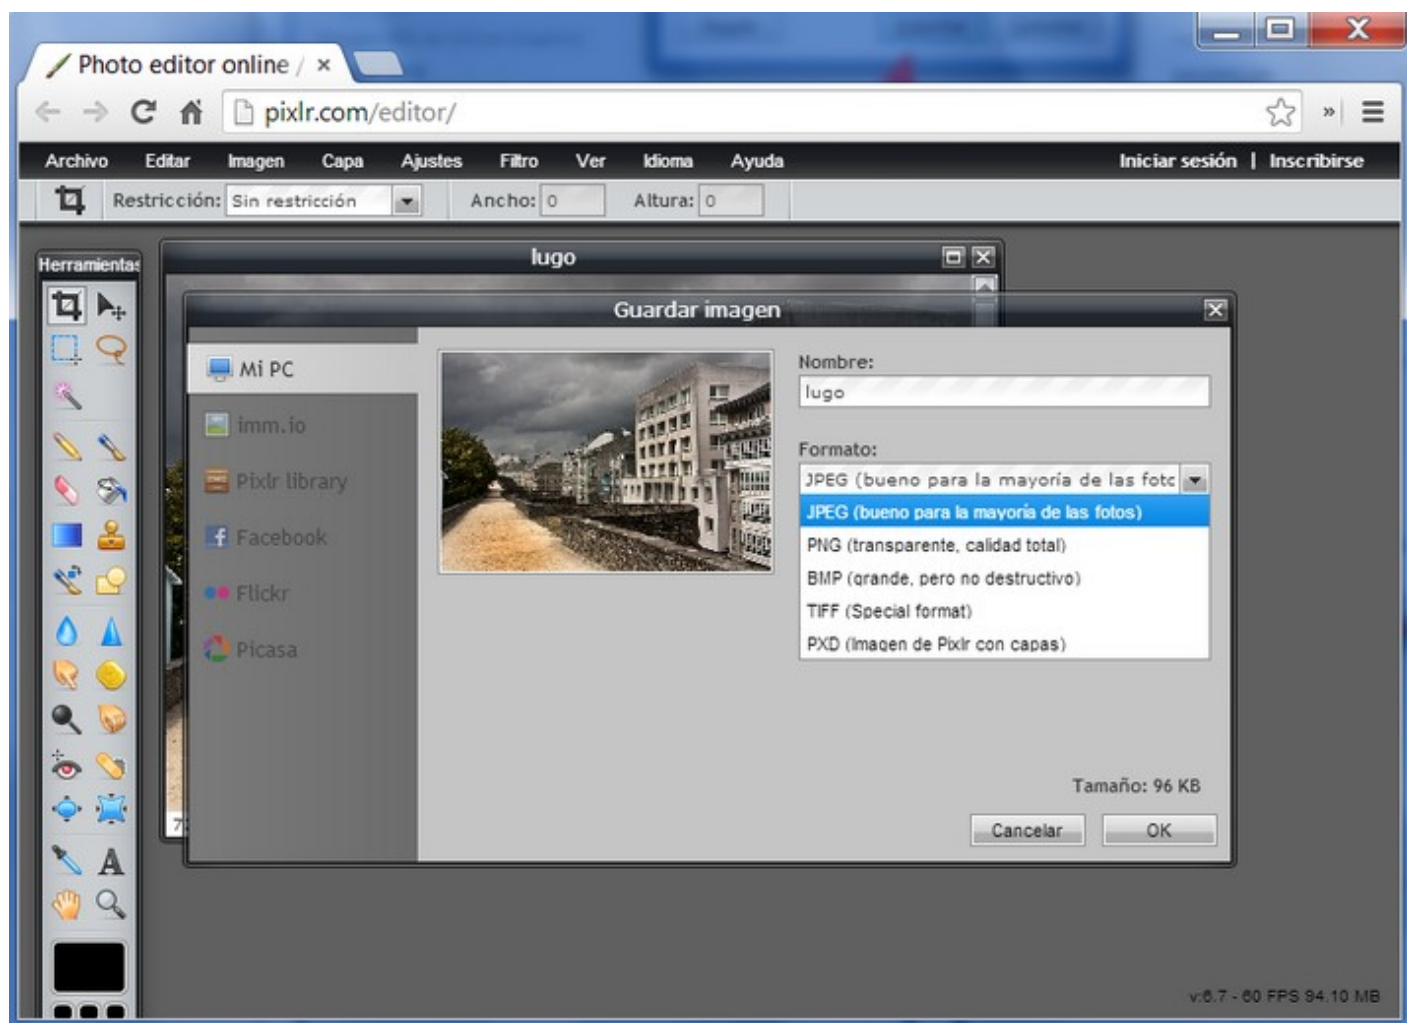 Photo editor online /
pixlr.com/editor/
Archivo Editar Imagen Capa Ajustes Filtro Ver Idioma Ayuda Iniciar sesión | Inscribirse
Restricción: Sin restricción Ancho: 0 Altura: 0
Herramientas
lugo
Guardar imagen
Mi PC
imm.io
Pixlr library
Facebook
Flickr
Picasa
Nombre:
lugo
Formato:
JPEG (bueno para la mayoría de las foto
JPEG (bueno para la mayoría de las fotos)
PNG (transparente, calidad total)
BMP (grande, pero no destructivo)
TIFF (Special format)
PXD (Imagen de Pixlr con capas)
Tamaño: 96 KB
Cancelar OK
v:6.7 - 60 FPS 94.10 MB